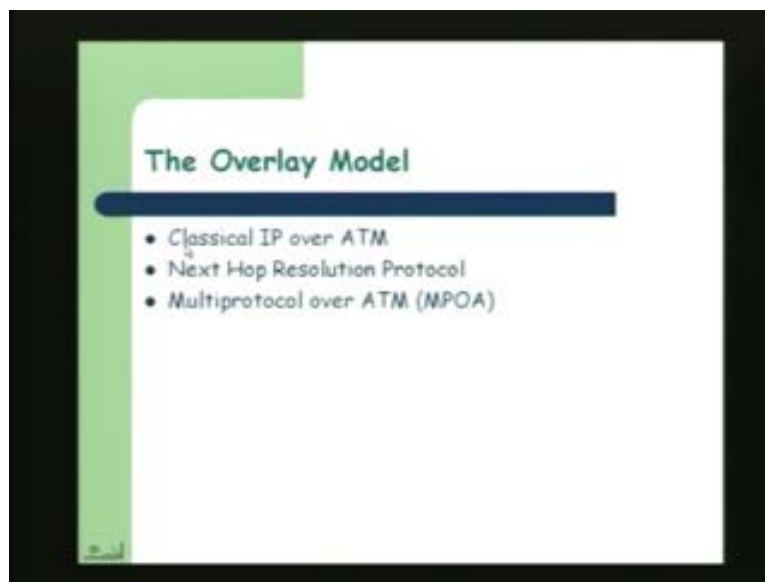 The Overlay Model
• Classical IP over ATM
• Next Hop Resolution Protocol
• Multiprotocol over ATM (MPOA)